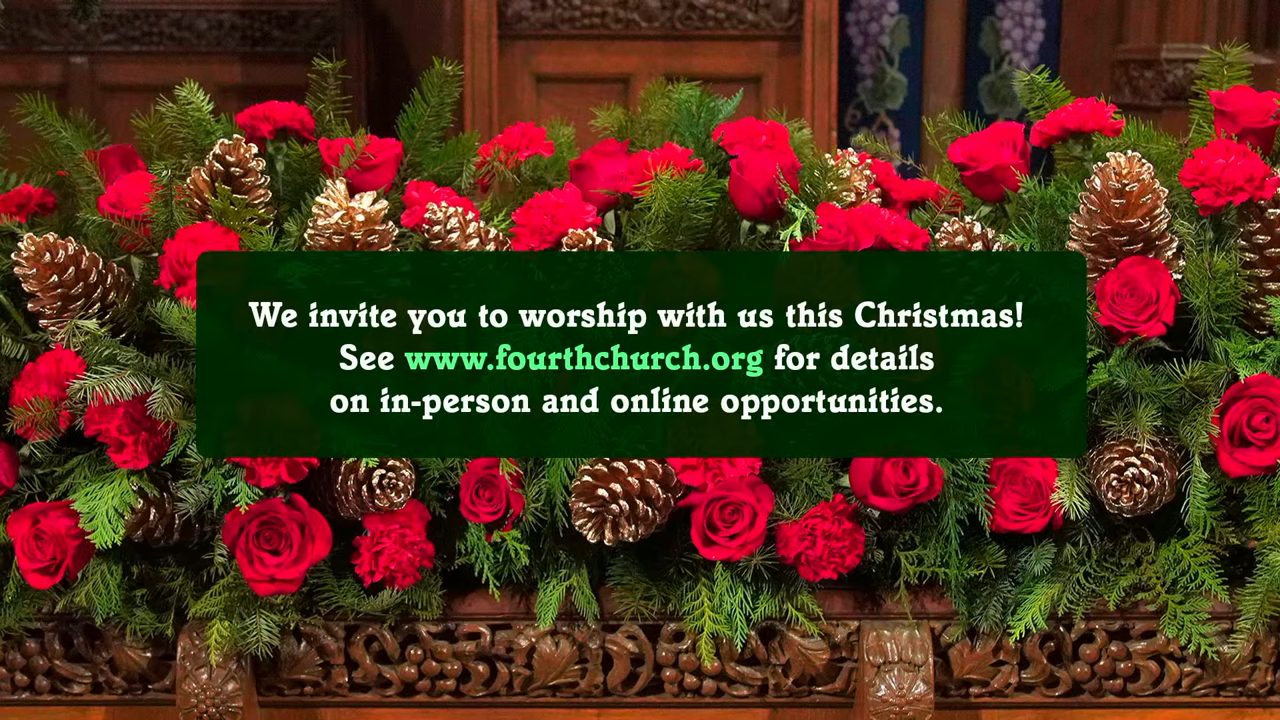 We invite you to worship with us this Christmas!
See www.fourthchurch.org for details
on in-person and online opportunities.